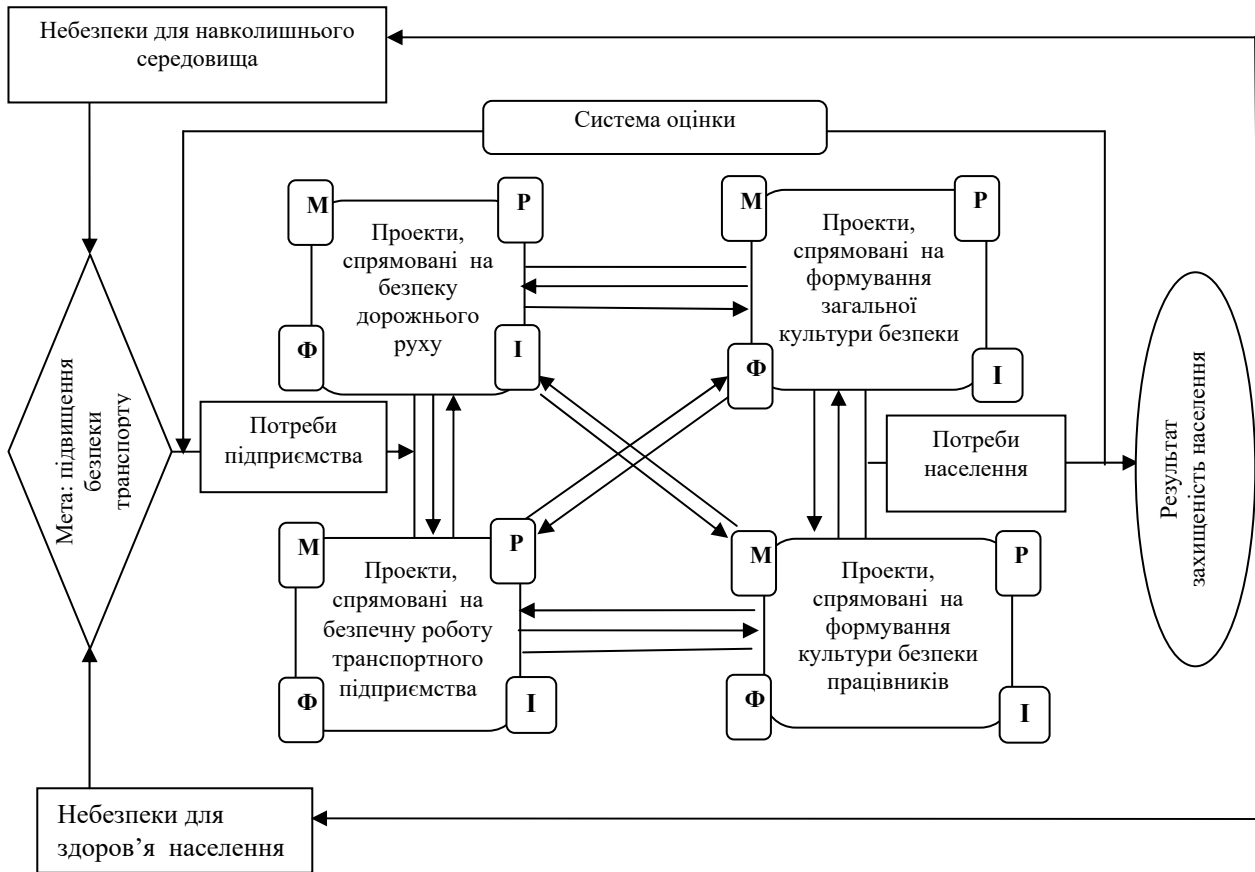 Небезпеки для навколишнього
середовища
Система оцінки
М
Р
Проекти,
спрямовані на
безпеку
дорожнього
руху
Ф
І
М
Р
Проекти,
спрямовані на
формування
загальної
культури безпеки
Ф
І
Мета: підвищення
безпеки
транспорту
Потреби
підприємства
Потреби
населення
Результат
захищеність населення
М
Р
Проекти,
спрямовані на
безпечну роботу
транспортного
підприємства
Ф
І
М
Р
Проекти,
спрямовані на
формування
культури безпеки
працівників
Ф
І
Небезпеки для
здоров’я населення